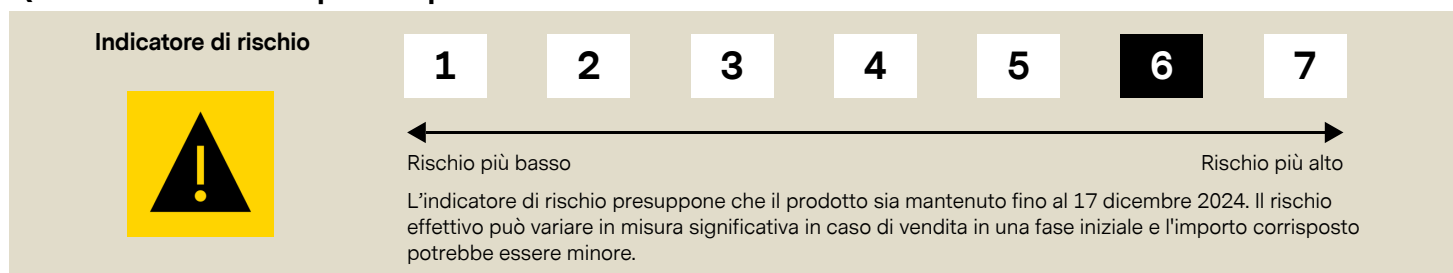 Indicatore di rischio
1 2 3 4 5 6 7
Rischio più basso Rischio più alto
L'indicatore di rischio presuppone che il prodotto sia mantenuto fino al 17 dicembre 2024. Il rischio
effettivo può variare in misura significativa in caso di vendita in una fase iniziale e l'importo corrisposto
potrebbe essere minore.